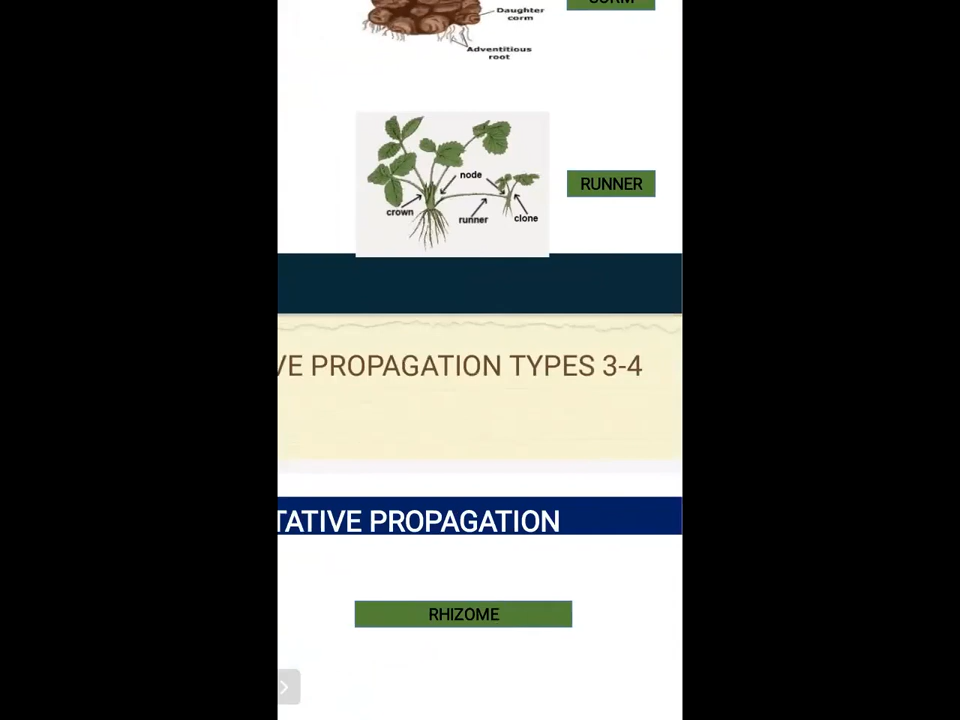 Daughter
corm
Adventitious
root
node
crown
runner
clone
RUNNER
VE PROPAGATION TYPES 3-4
TATIVE PROPAGATION
RHIZOME